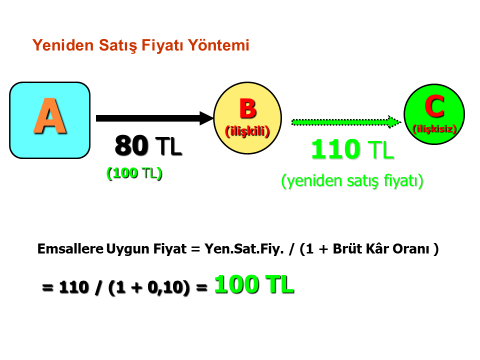 Yeniden Satış Fiyatı Yöntemi
A
B
(ilişkili)
C
(ilişkisiz)
80 TL
(100 TL)
110 TL
(yeniden satış fiyatı)
Emsallere Uygun Fiyat = Yen.Sat.Fiy. / (1 + Brüt Kâr Oranı )
= 110 / (1 + 0,10) = 100 TL